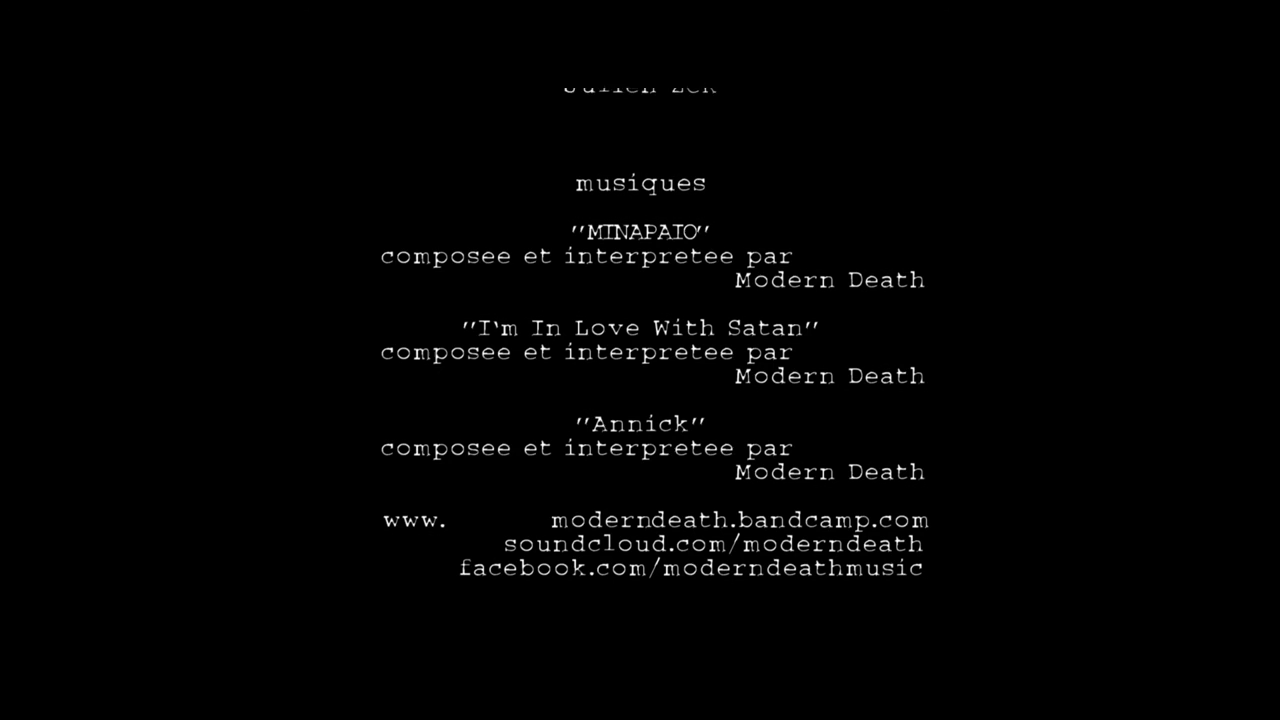 musiques
"MINAPAIO"
composee et interpretee par
Modern Death
"I'm In Love With Satan"
composee et interpretee par
Modern Death
"Annick"
composee et interpretee par
Modern Death
www. moderndeath.bandcamp.com
soundcloud.com/moderndeath
facebook.com/moderndeathmusic